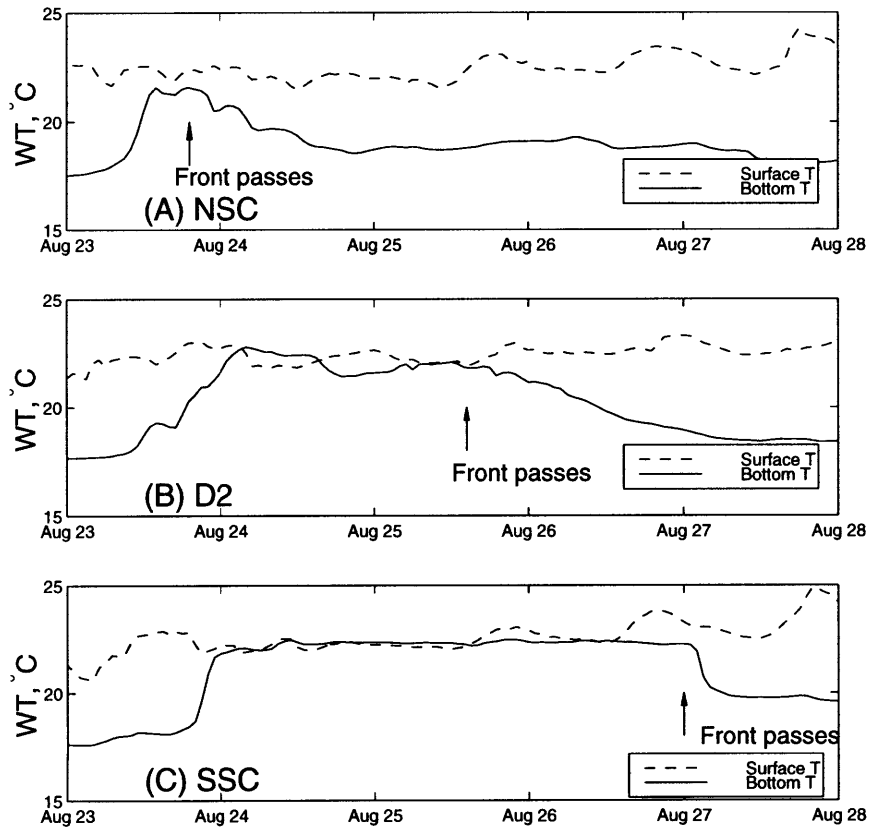 25
20
15
WT, °C
Front passes
(A) NSC
Surface T
Bottom T
Aug 23 Aug 24 Aug 25 Aug 26 Aug 27 Aug 28
25
20
15
WT, °C
Front passes
(B) D2
Surface T
Bottom T
Aug 23 Aug 24 Aug 25 Aug 26 Aug 27 Aug 28
25
20
15
WT, °C
Front passes
(C) SSC
Surface T
Bottom T
Aug 23 Aug 24 Aug 25 Aug 26 Aug 27 Aug 28